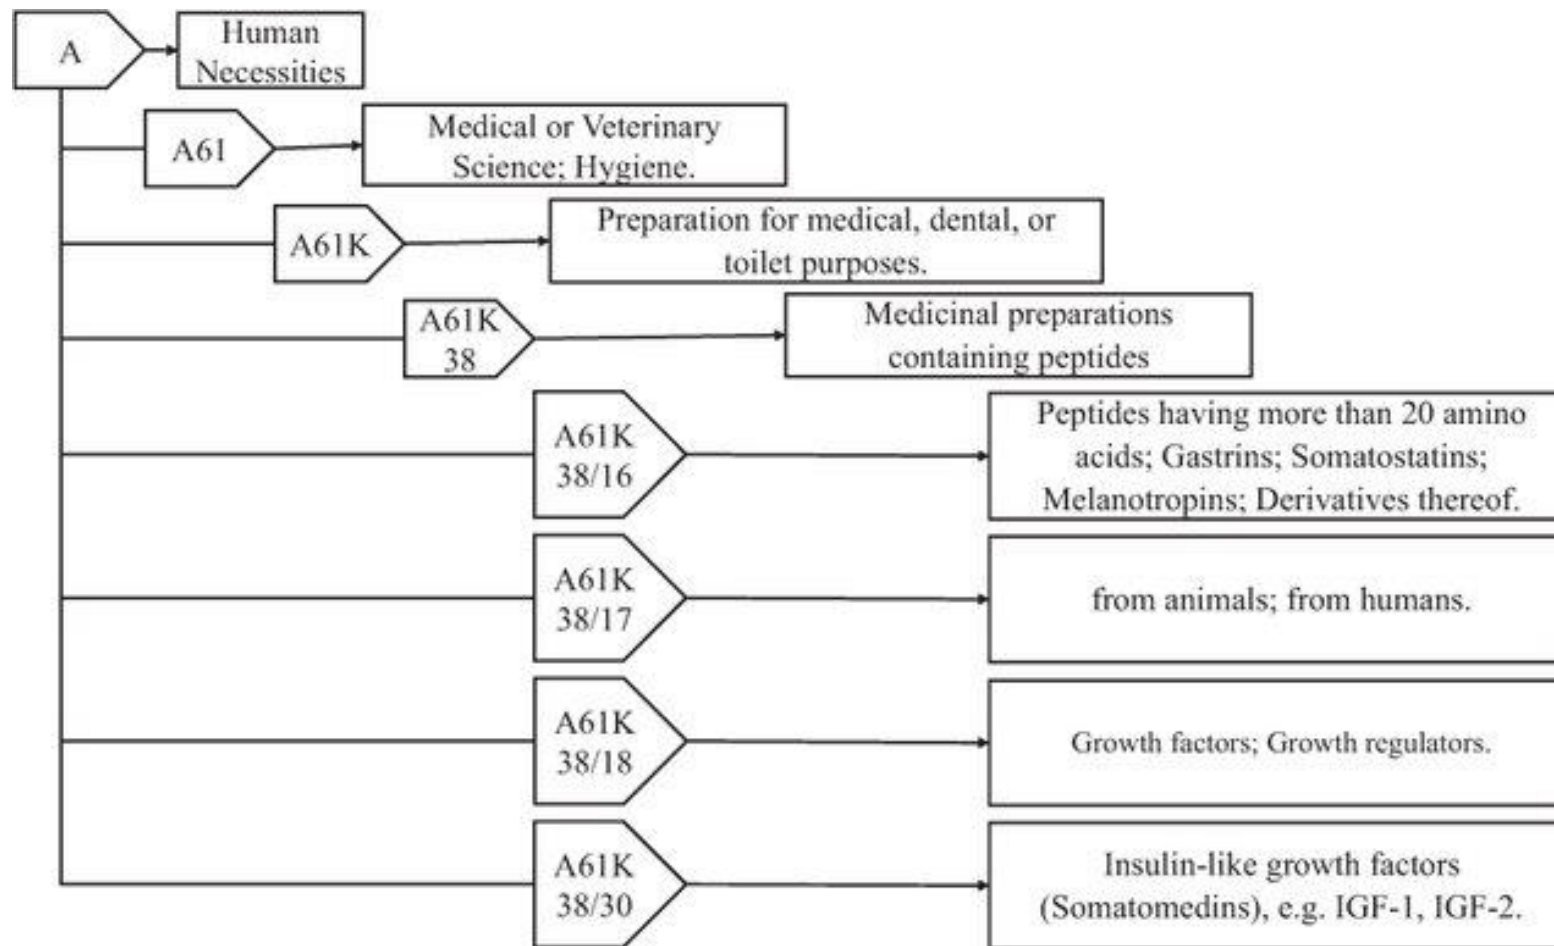 A
Human
Necessities
A61
Medical or Veterinary
Science; Hygiene.
A61K
Preparation for medical, dental, or
toilet purposes.
A61K
38
Medicinal preparations
containing peptides
A61K
38/16
Peptides having more than 20 amino
acids; Gastrins; Somatostatins;
Melanotropins; Derivatives thereof.
A61K
38/17
from animals; from humans.
A61K
38/18
Growth factors; Growth regulators.
A61K
38/30
Insulin-like growth factors
(Somatomedins), e.g. IGF-1, IGF-2.